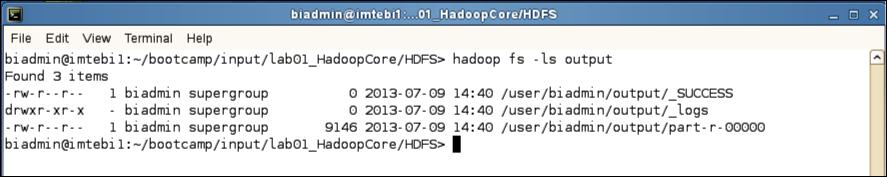 biadmin@imtebi1:...01_HadoopCore/HDFS
File Edit View Terminal Help
biadmin@imtebi1:~/bootcamp/input/lab01_HadoopCore/HDFS> hadoop fs -ls output
Found 3 items
-rw-r--r--   1 biadmin supergroup          0 2013-07-09 14:40 /user/biadmin/output/_SUCCESS
drwxr-xr-x   - biadmin supergroup          0 2013-07-09 14:40 /user/biadmin/output/_logs
-rw-r--r--   1 biadmin supergroup       9146 2013-07-09 14:40 /user/biadmin/output/part-r-00000
biadmin@imtebi1:~/bootcamp/input/lab01_HadoopCore/HDFS>